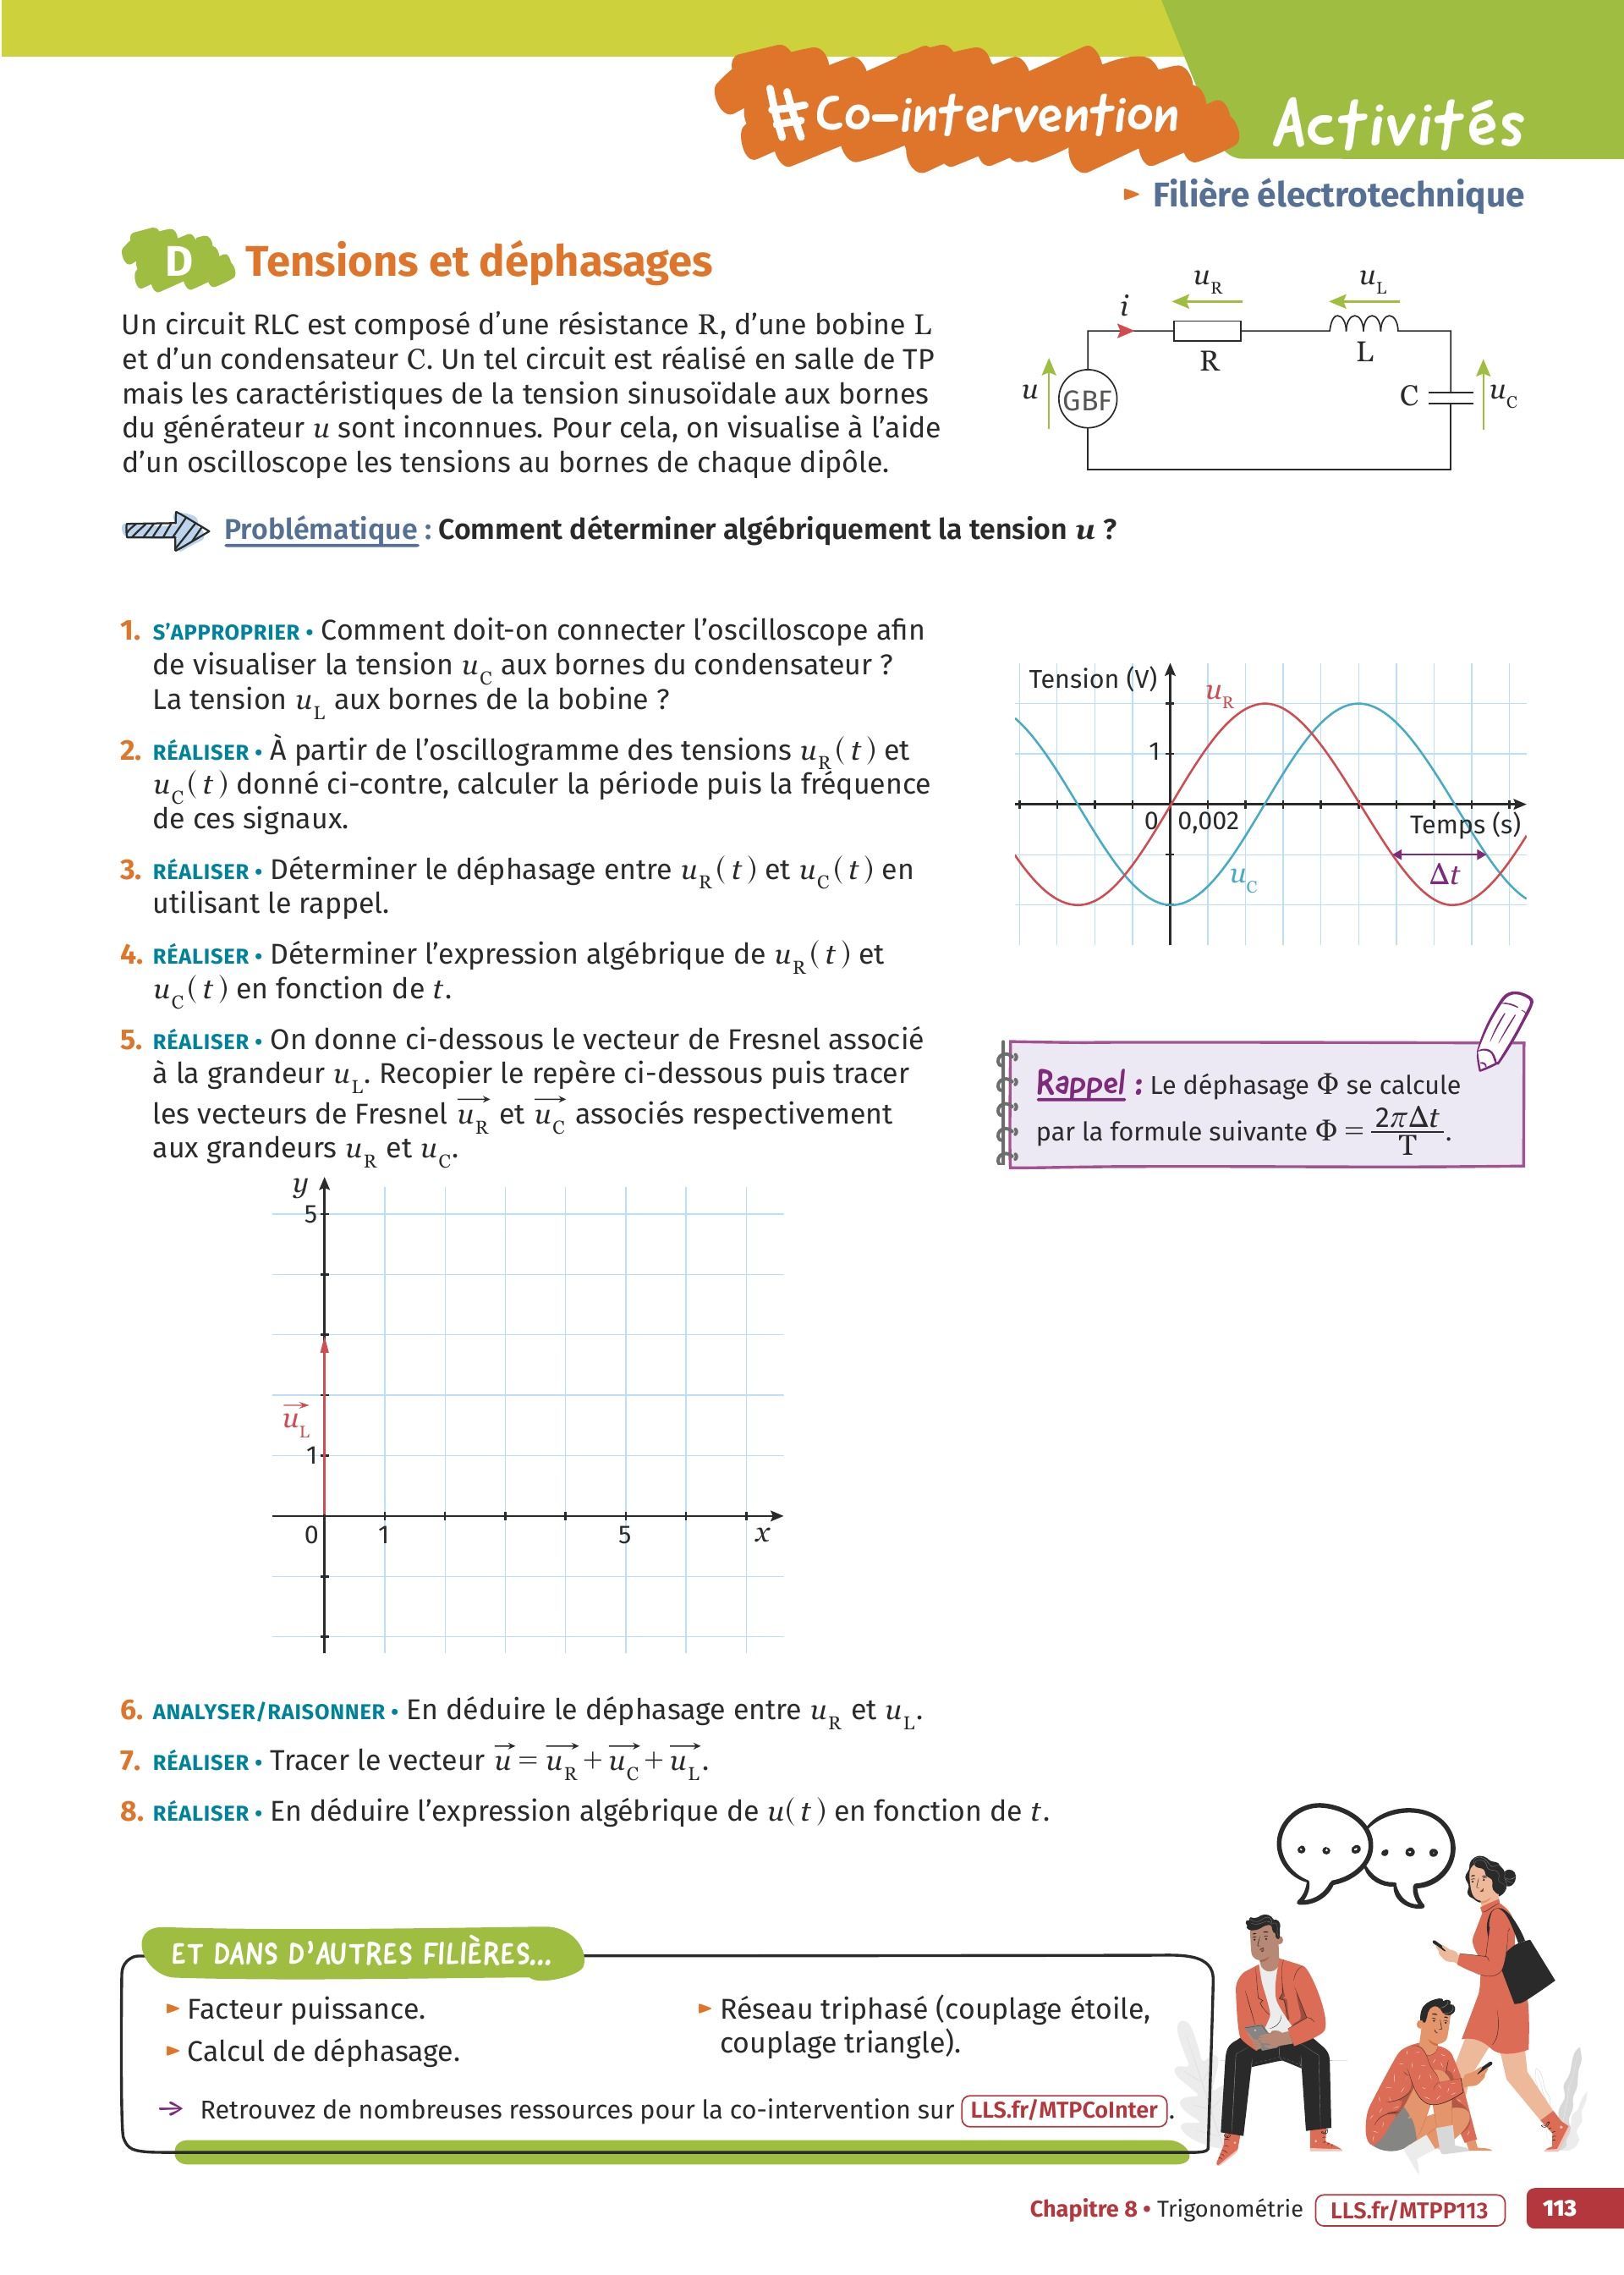 #Co-intervention
Activités
► Filière électrotechnique
D Tensions et déphasages
Un circuit RLC est composé d'une résistance R, d'une bobine L
et d'un condensateur C. Un tel circuit est réalisé en salle de TP
mais les caractéristiques de la tension sinusoïdale aux bornes
du générateur u sont inconnues. Pour cela, on visualise à l'aide
d'un oscilloscope les tensions au bornes de chaque dipôle.
u_R
u_L
i
R
L
u
GBF
C
u_C
Problématique : Comment déterminer algébriquement la tension u ?
1. S'APPROPRIER • Comment doit-on connecter l'oscilloscope afin
de visualiser la tension u_C aux bornes du condensateur ?
La tension u_L aux bornes de la bobine ?
2. RÉALISER • À partir de l'oscillogramme des tensions u_R(t) et
u_C(t) donné ci-contre, calculer la période puis la fréquence
de ces signaux.
3. RÉALISER • Déterminer le déphasage entre u_R(t) et u_C(t) en
utilisant le rappel.
4. RÉALISER • Déterminer l'expression algébrique de u_R(t) et
u_C(t) en fonction de t.
5. RÉALISER • On donne ci-dessous le vecteur de Fresnel associé
à la grandeur u_L. Recopier le repère ci-dessous puis tracer
les vecteurs de Fresnel \vec{u_R} et \vec{u_C} associés respectivement
aux grandeurs u_R et u_C.
Tension (V)
u_R
1
0
0,002
Temps (s)
u_C
Δt
Rappel : Le déphasage Φ se calcule
par la formule suivante Φ = \frac{2πΔt}{T}.
y
5
\vec{u_L}
1
0
1
5
x
6. ANALYSER/RAISONNER • En déduire le déphasage entre u_R et u_L.
7. RÉALISER • Tracer le vecteur \vec{u} = \vec{u_R} + \vec{u_C} + \vec{u_L}.
8. RÉALISER • En déduire l'expression algébrique de u(t) en fonction de t.
ET DANS D'AUTRES FILIÈRES...
► Facteur puissance.
► Calcul de déphasage.
► Réseau triphasé (couplage étoile,
couplage triangle).
→ Retrouvez de nombreuses ressources pour la co-intervention sur LLS.fr/MTPCoInter.
Chapitre 8 • Trigonométrie LLS.fr/MTPP113 113